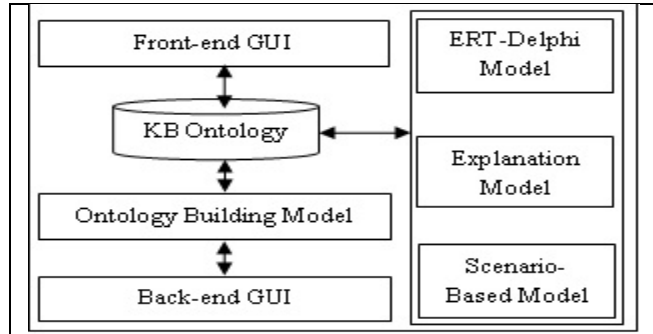 Front-end GUI
KB Ontology
Ontology Building Model
Back-end GUI
ERT-Delphi
Model
Explanation
Model
Scenario-
Based Model